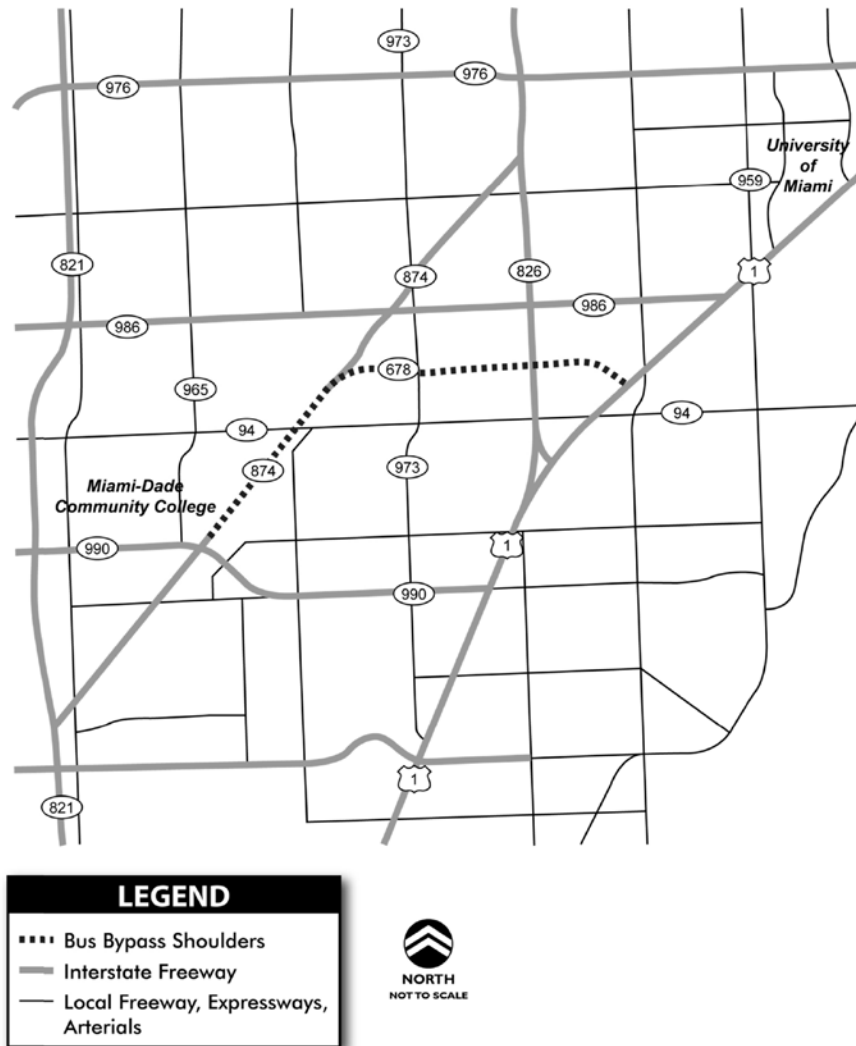 973
976
976
University
of
Miami
959
821
874
826
1
986
986
678
965
94
94
973
874
Miami-Dade
Community College
990
1
990
1
821
LEGEND
Bus Bypass Shoulders
Interstate Freeway
Local Freeway, Expressways,
Arterials
NORTH
NOT TO SCALE